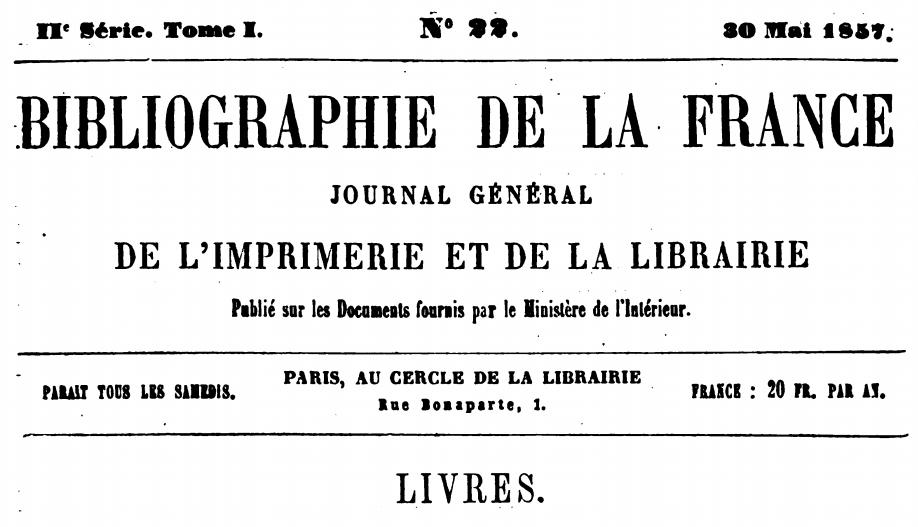 IIe Série. Tome I. No 22. 30 Mai 1857.
BIBLIOGRAPHIE DE LA FRANCE
JOURNAL GÉNÉRAL
DE L'IMPRIMERIE ET DE LA LIBRAIRIE
Publié sur les Documents fournis par le Ministère de l'Intérieur.
PARAIT TOUS LES SAMEDIS.
PARIS, AU CERCLE DE LA LIBRAIRIE
Rue Bonaparte, 1.
FRANCE : 20 FR. PAR AN.
LIVRES.